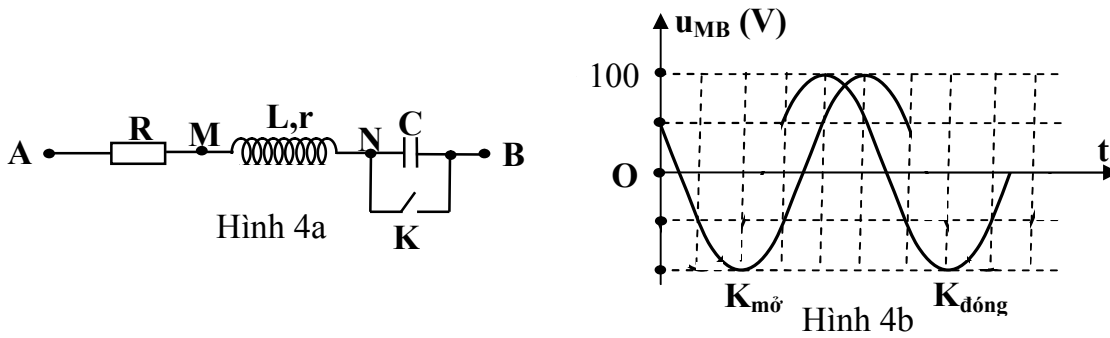 A R M L,r N C B
K
Hình 4a
u_MB (V)
100
O
t
K_mở K_đóng
Hình 4b